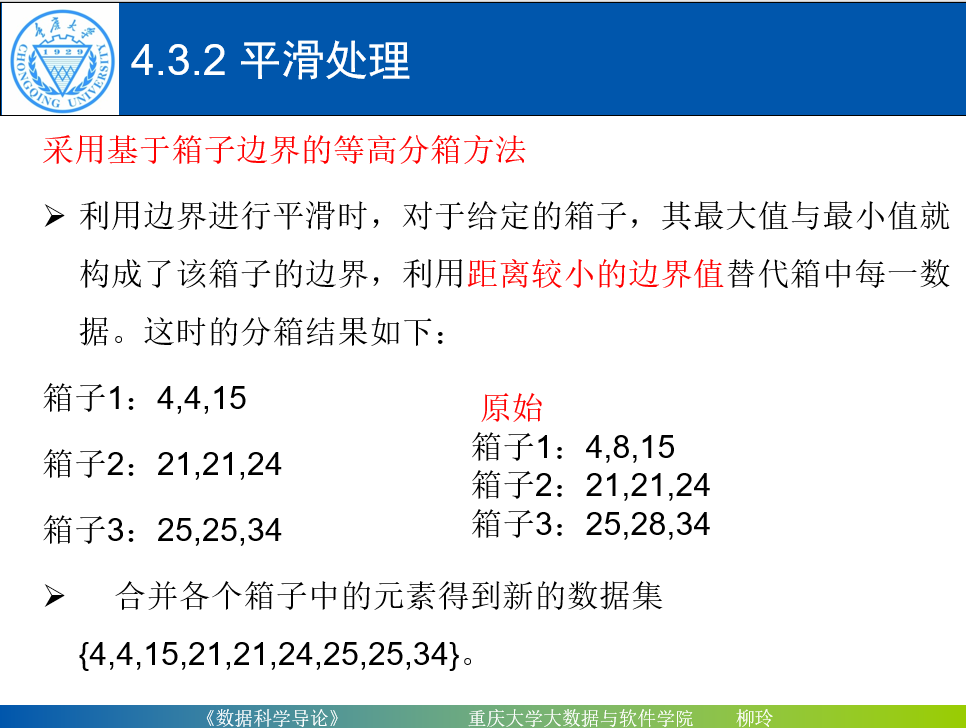 重庆大学
1929
CHONGQING UNIVERSITY
4.3.2 平滑处理
采用基于箱子边界的等高分箱方法
➢ 利用边界进行平滑时，对于给定的箱子，其最大值与最小值就
构成了该箱子的边界，利用距离较小的边界值替代箱中每一数
据。这时的分箱结果如下：
箱子1：4,4,15
箱子2：21,21,24
箱子3：25,25,34
原始
箱子1：4,8,15
箱子2：21,21,24
箱子3：25,28,34
➢ 合并各个箱子中的元素得到新的数据集
{4,4,15,21,21,24,25,25,34}。
《数据科学导论》 重庆大学大数据与软件学院 柳玲